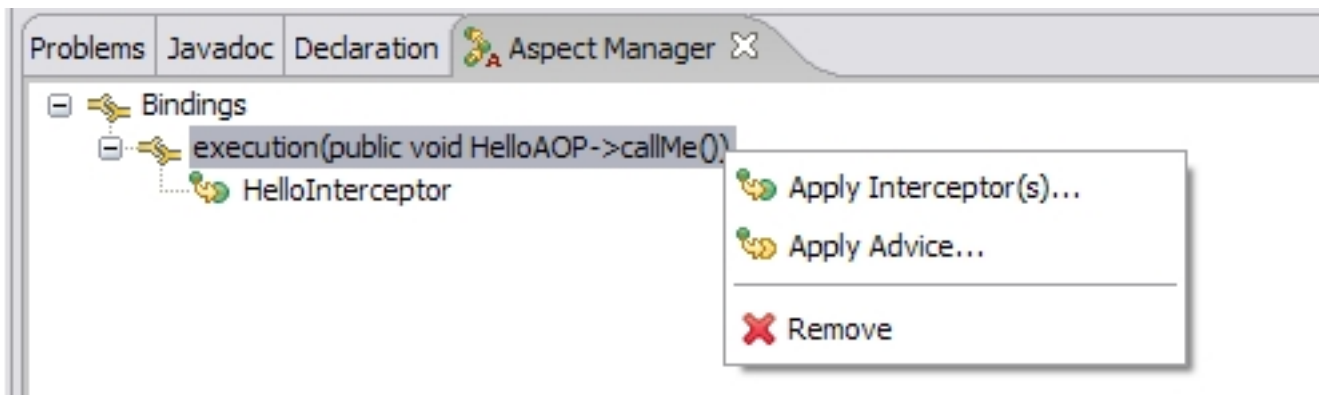 Problems Javadoc Declaration Aspect Manager
Bindings
execution(public void HelloAOP->callMe())
HelloInterceptor
Apply Interceptor(s)...
Apply Advice...
Remove